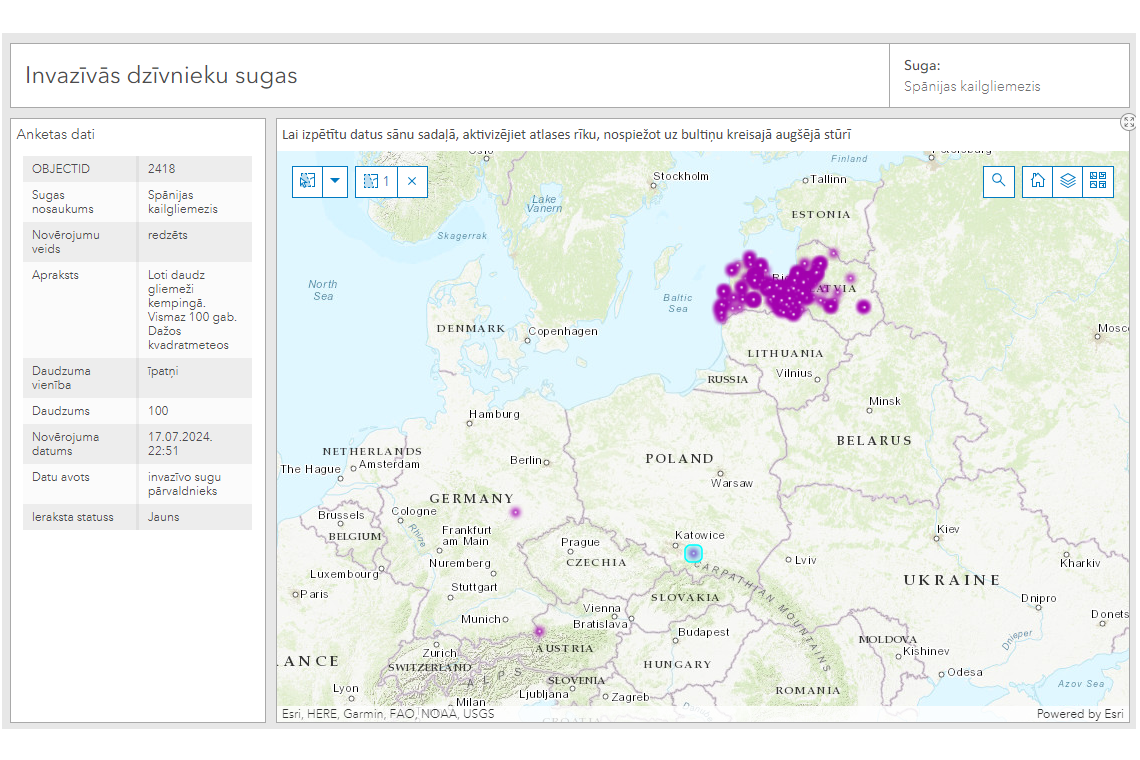 Invazīvās dzīvnieku sugas
Suga:
Spānijas kailgliemezis
Anketas dati
OBJECTID 2418
Sugas nosaukums
Spānijas kailgliemezis
Novērojumu veids
redzēts
Apraksts
Loti daudz
gliemeži
kempingā.
Vismaz 100 gab.
Dažos
kvadratmeteos
Daudzuma vienība
īpatņi
Daudzums 100
Novērojuma datums
17.07.2024. 22:51
Datu avots
invazīvo sugu pārvaldnieks
Ieraksta statuss Jauns
Lai izpētītu datus sānu sadaļā, aktivizējiet atlases rīku, nospiežot uz bultiņu kreisajā augšējā stūrī
1
Oslo
Stockholm
Finland
Tallinn
ESTONIA
Lake Vanern
Skagerrak
North Sea
Baltic Sea
DENMARK
Copenhagen
LITHUANIA
Vilnius
RUSSIA
Minsk
BELARUS
Hamburg
NETHERLANDS
Amsterdam
The Hague
Berlin
POLAND
Warsaw
GERMANY
Brussels
Cologne
BELGIUM
Rhine
Frankfurt am Main
Prague
Katowice
Kiev
CZECHIA
Nuremberg
Lviv
Luxembourg
Kharkiv
CARPATHIAN MOUNTAINS
UKRAINE
Stuttgart
Paris
SLOVAKIA
Dnipro
Vienna
Bratislava
Munich
Donets
Budapest
Dnieper
MOLDOVA
Kishinev
AUSTRIA
Zurich
SWITZERLAND
RANCE
HUNGARY
ALPS
Odessa
SLOVENIA
Ljubljana
Azov Sea
Lyon
Zagreb
ROMANIA
Milan
CROATIA
Esri, HERE, Garmin, FAO, NOAA, USGS
Powered by Esri